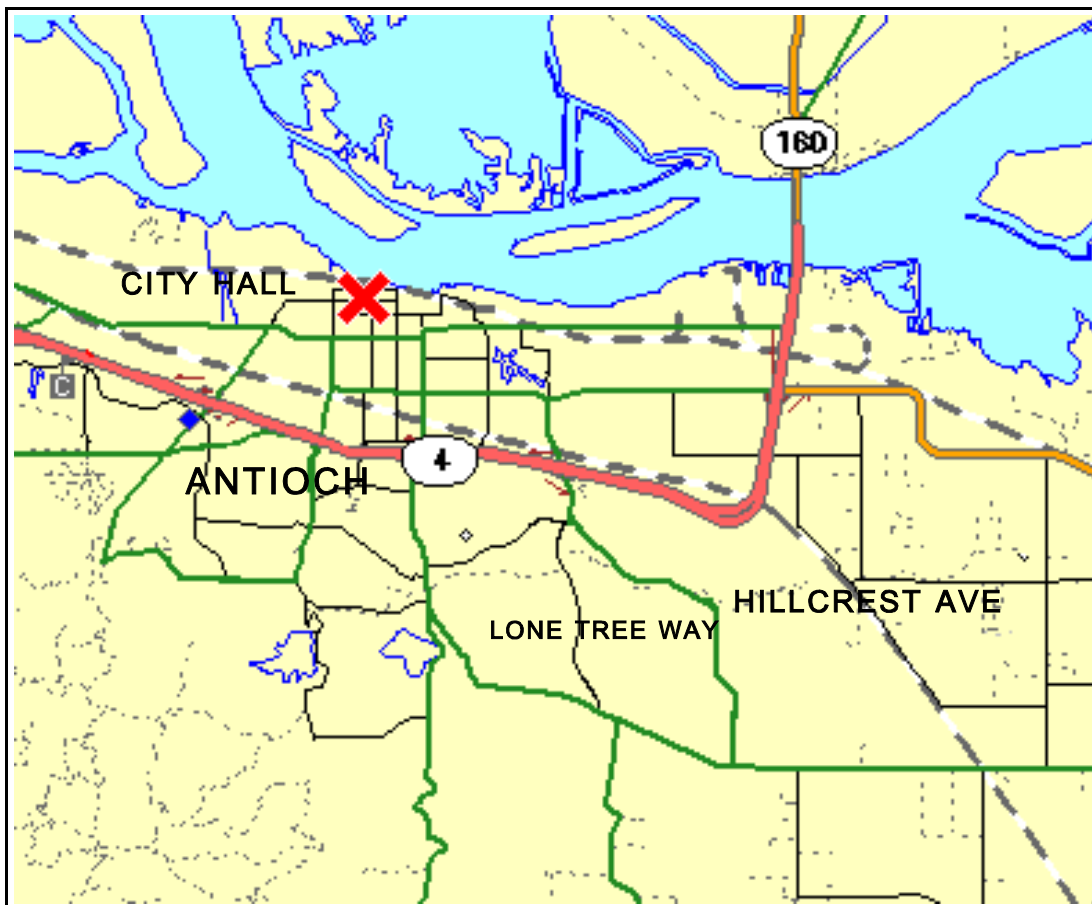 160
CITY HALL
C
4
ANTIOCH
HILLCREST AVE
LONE TREE WAY